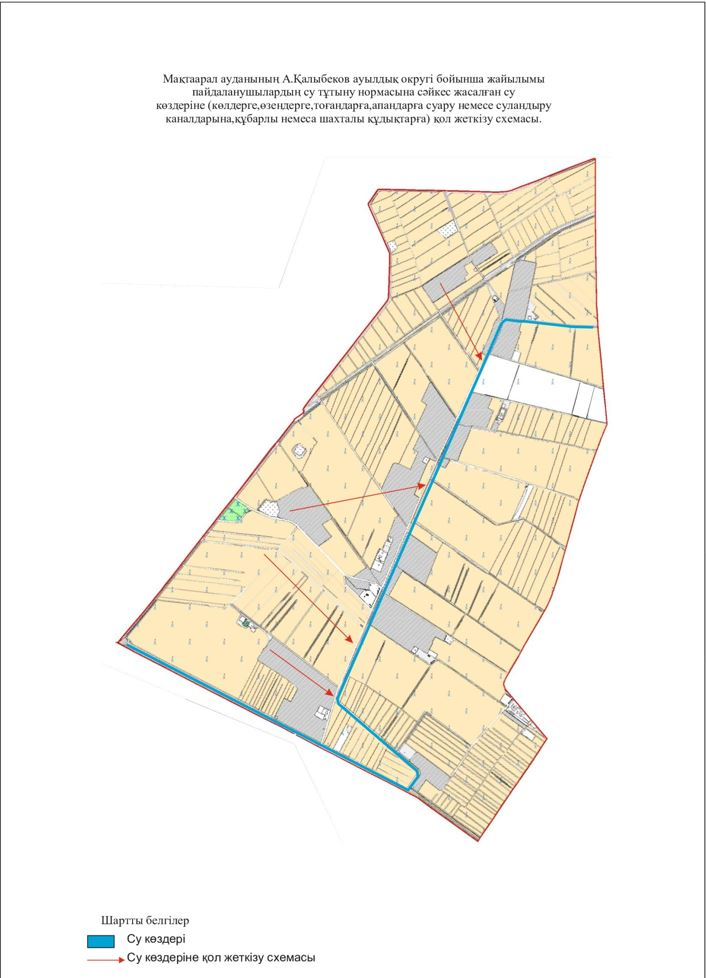 Мақтаарал ауданының А.Қалыбеков ауылдық округі бойынша жайылымы
пайдаланушылардың су тұтыну нормасына сәйкес жасалған су
көздеріне (көлдерге,өзендерге,тоғандарға,апандарға суару немесе суландыру
каналдарына,құбарлы немеса шахталы құдықтарға) қол жеткізу схемасы.
Шартты белгілер
Су көздері
Су көздеріне қол жеткізу схемасы